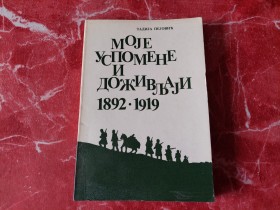 МОЈЕ
УСПОМЕНЕ
И
ДОЖИВЉАЈИ
1892 · 1919